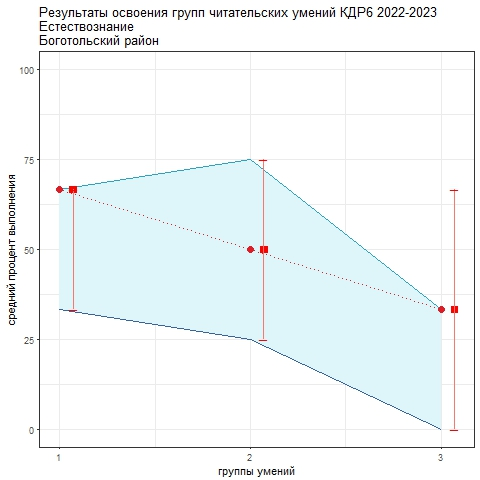 Результаты освоения групп читательских умений КДР6 2022-2023
Естествознание
Боготольский район
100
75
50
25
0
средний процент выполнения
1
2
3
группы умений